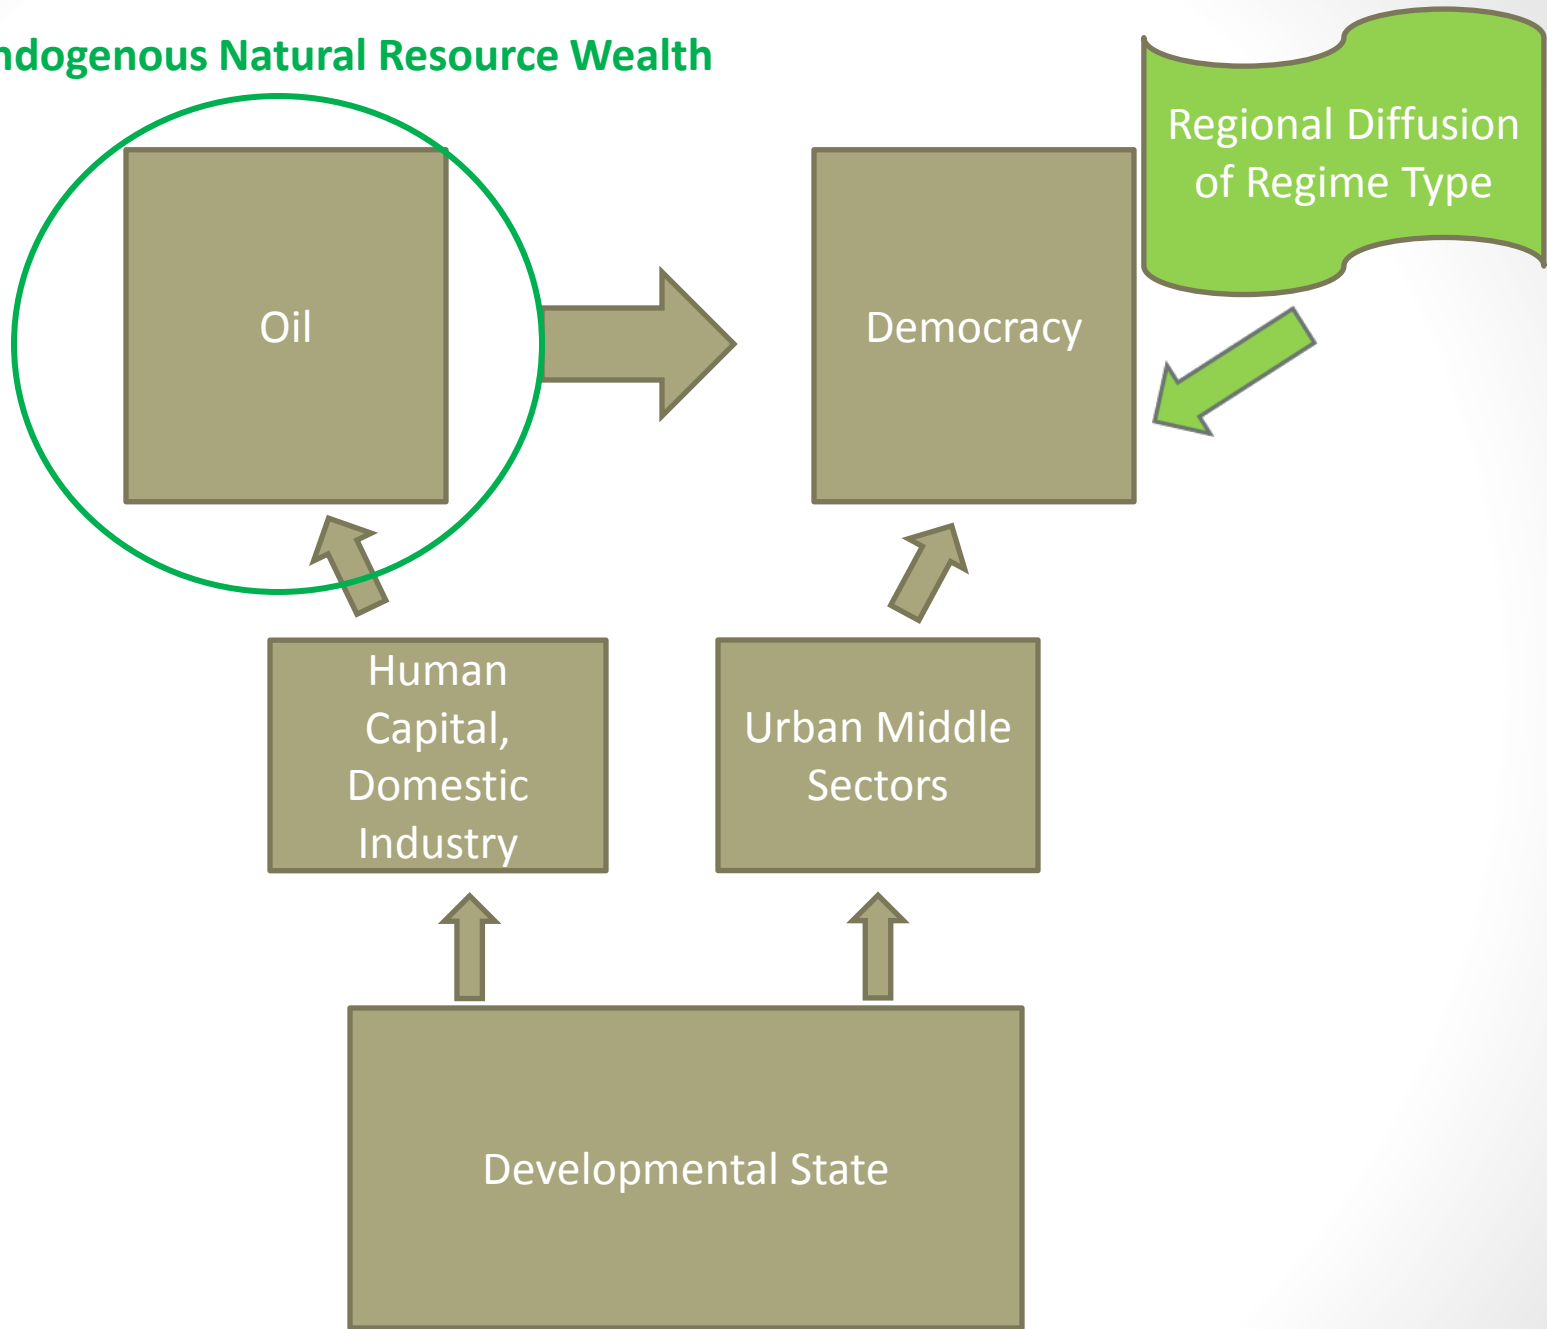 ndogenous Natural Resource Wealth
Regional Diffusion
of Regime Type
Oil
Democracy
Human
Capital,
Domestic
Industry
Urban Middle
Sectors
Developmental State